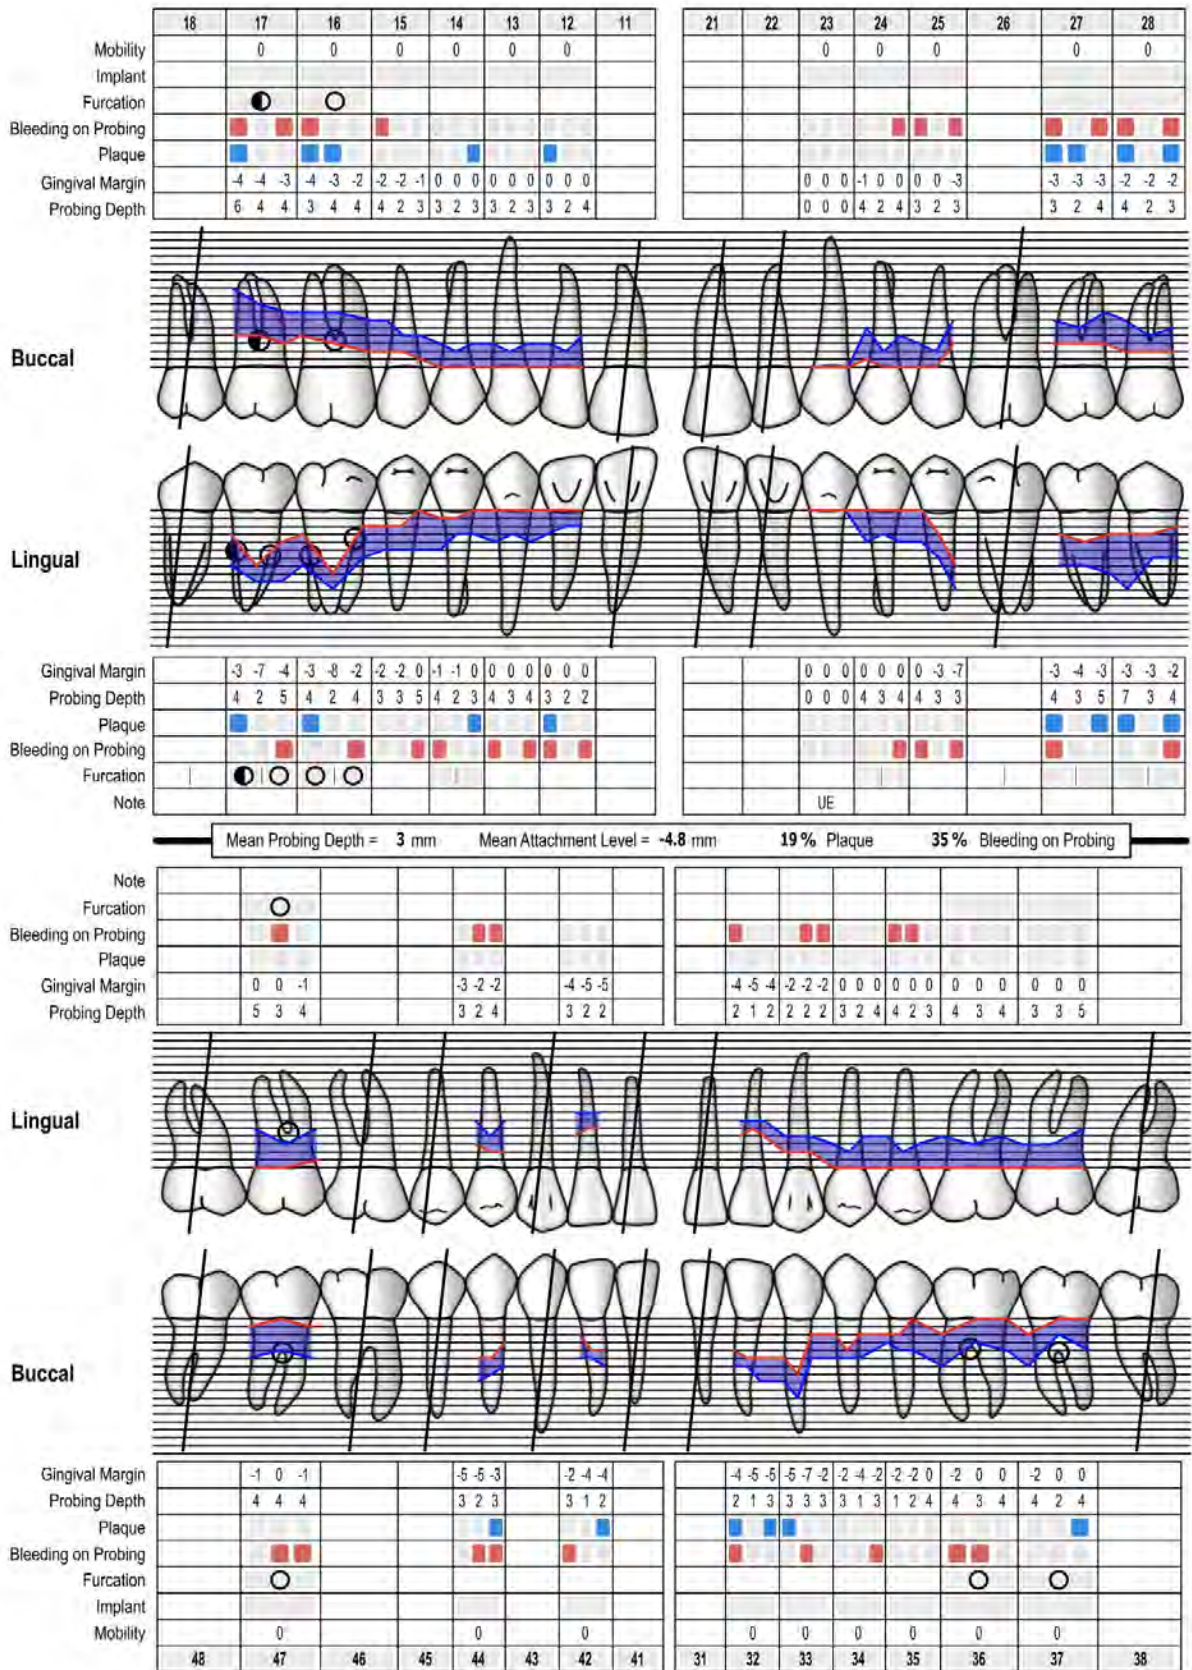 18 17 16 15 14 13 12 11 21 22 23 24 25 26 27 28
Mobility 0 0 0 0 0 0 0 0 0 0 0
Implant
Furcation
Bleeding on Probing
Plaque
Gingival Margin -4 -4 -3 -4 -3 -2 -2 -2 -1 0 0 0 0 0 0 0 0 0 0 0 0 -1 0 0 0 0 -3 -3 -3 -3 -2 -2 -2
Probing Depth 6 4 4 3 4 4 4 2 3 3 2 3 3 2 3 3 2 4 0 0 0 4 2 4 3 2 3 3 2 4 4 2 3
Buccal
Lingual
Gingival Margin -3 -7 -4 -3 -8 -2 -2 -2 0 -1 -1 0 0 0 0 0 0 0 0 0 0 0 0 0 0 -3 -7 -3 -4 -3 -3 -3 -2
Probing Depth 4 2 5 4 2 4 3 3 5 4 2 3 4 3 4 3 2 2 0 0 0 4 3 4 4 3 3 4 3 5 7 3 4
Plaque
Bleeding on Probing
Furcation
Note UE
Mean Probing Depth = 3 mm Mean Attachment Level = -4.8 mm 19 % Plaque 35 % Bleeding on Probing
Note
Furcation
Bleeding on Probing
Plaque
Gingival Margin 0 0 -1 -3 -2 -2 -4 -5 -5 -4 -5 -4 -2 -2 -2 0 0 0 0 0 0 0 0 0 0 0 0
Probing Depth 5 3 4 3 2 4 3 2 2 2 1 2 2 2 2 3 2 4 4 2 3 4 3 4 3 3 5
Lingual
Buccal
Gingival Margin -1 0 -1 -5 -5 -3 -2 -4 -4 -4 -5 -5 -5 -7 -2 -2 -4 -2 -2 -2 0 -2 0 0 -2 0 0
Probing Depth 4 4 4 3 2 3 3 1 2 2 1 3 3 3 3 3 1 3 1 2 4 4 3 4 4 2 4
Plaque
Bleeding on Probing
Furcation
Implant
Mobility 0 0 0 0 0 0 0 0 0
48 47 46 45 44 43 42 41 31 32 33 34 35 36 37 38